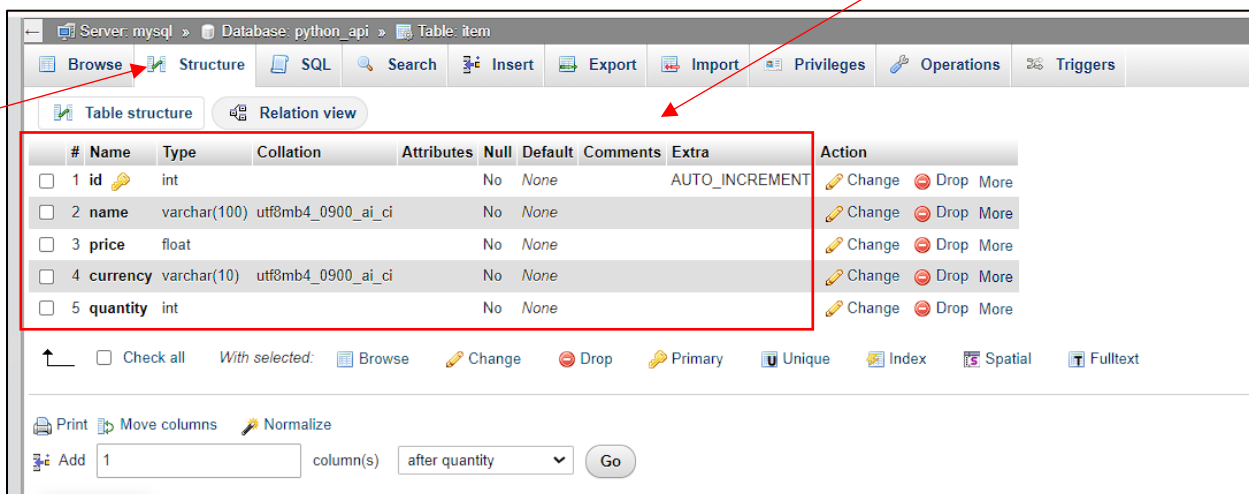 ← Server: mysql » Database: python_api » Table: item
Browse Structure SQL Search Insert Export Import Privileges Operations Triggers
Table structure Relation view
# Name Type Collation Attributes Null Default Comments Extra Action
1 id int No None AUTO_INCREMENT Change Drop More
2 name varchar(100) utf8mb4_0900_ai_ci No None Change Drop More
3 price float No None Change Drop More
4 currency varchar(10) utf8mb4_0900_ai_ci No None Change Drop More
5 quantity int No None Change Drop More
Check all With selected: Browse Change Drop Primary U Unique Index S Spatial T Fulltext
Print Move columns Normalize
Add 1 column(s) after quantity Go